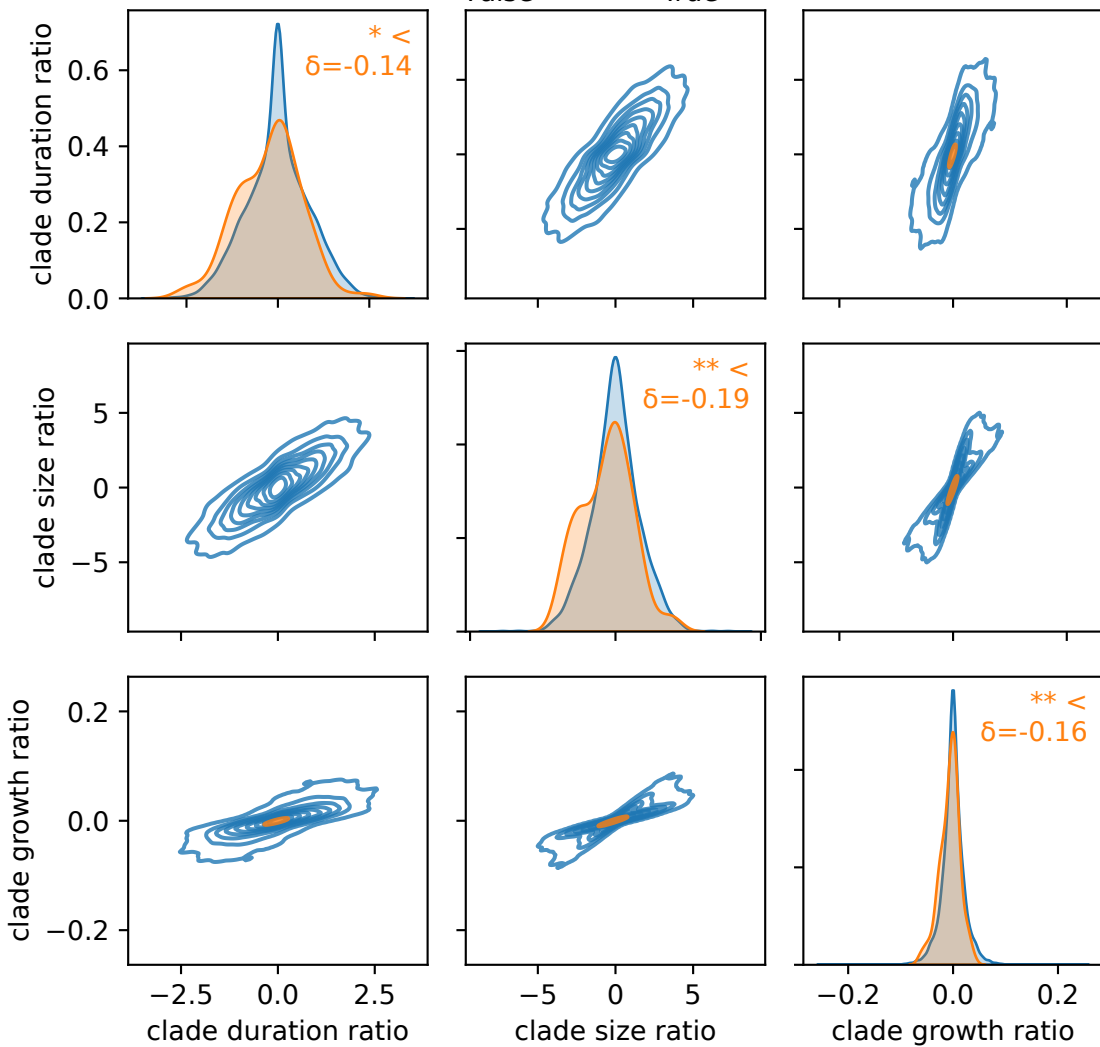 clade duration ratio
0.6
0.4
0.2
0.0
* <
δ=-0.14
clade size ratio
5
0
−5
** <
δ=-0.19
clade growth ratio
0.2
0.0
−0.2
** <
δ=-0.16
−2.5 0.0 2.5
−5 0 5
−0.2 0.0 0.2
clade duration ratio
clade size ratio
clade growth ratio